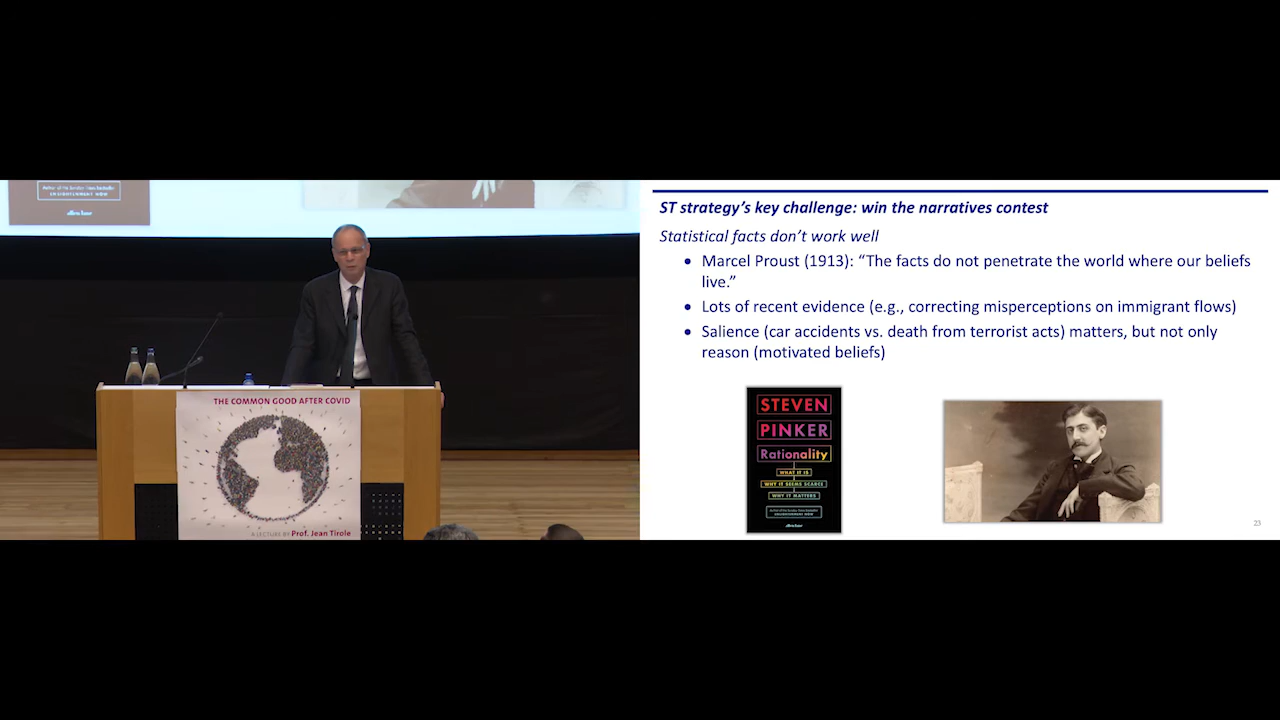 THE COMMON GOOD AFTER COVID
A LECTURE BY Prof. Jean Tirole
ST strategy’s key challenge: win the narratives contest
Statistical facts don’t work well
• Marcel Proust (1913): “The facts do not penetrate the world where our beliefs
live.”
• Lots of recent evidence (e.g., correcting misperceptions on immigrant flows)
• Salience (car accidents vs. death from terrorist acts) matters, but not only
reason (motivated beliefs)
STEVEN
PINKER
Rationality
WHAT IT IS
WHY IT SEEMS SCARCE
WHY IT MATTERS
23